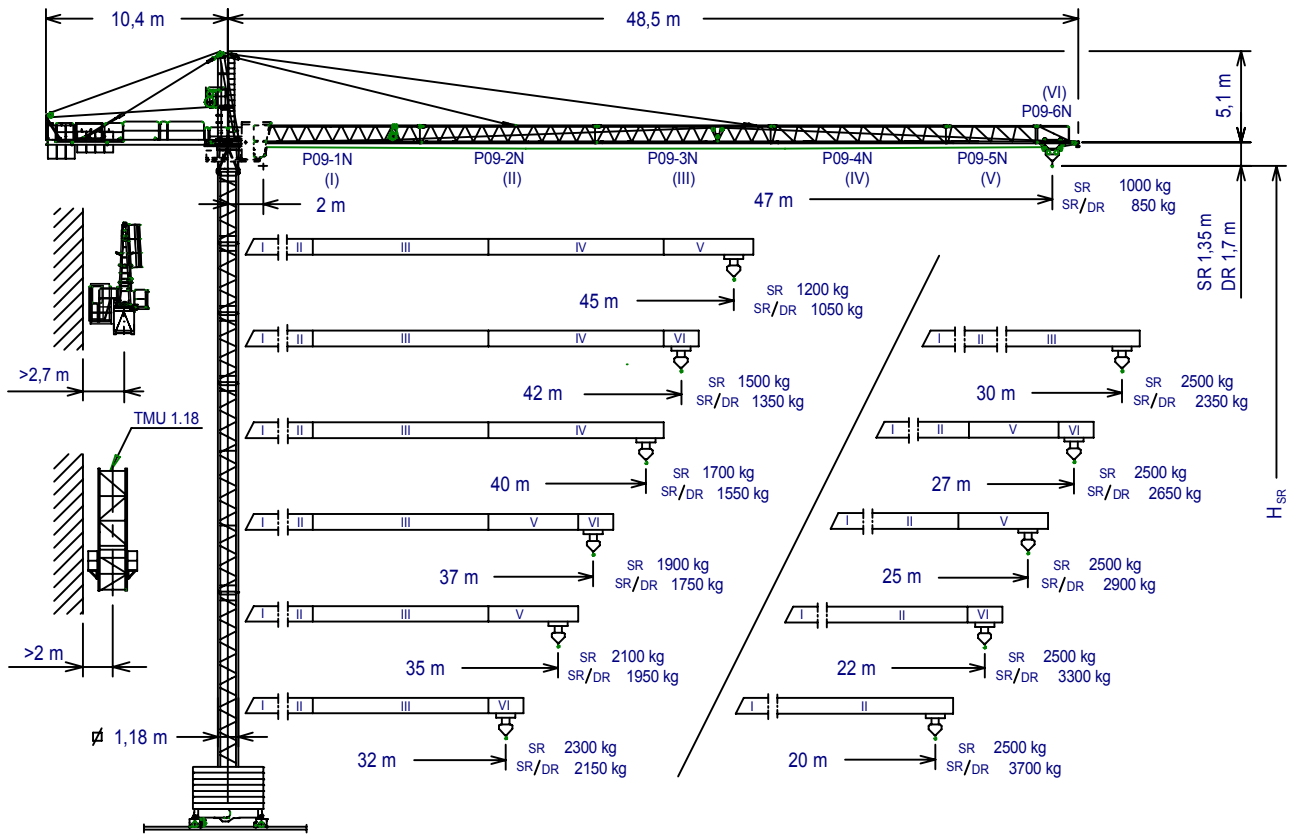 10,4 m
48,5 m
5,1 m
(VI)
P09-6N
P09-1N
(I)
P09-2N
(II)
P09-3N
(III)
P09-4N
(IV)
P09-5N
(V)
2 m
47 m
SR 1000 kg
SR/DR 850 kg
SR 1,35 m
DR 1,7 m
HSR
I II III IV V
45 m
SR 1200 kg
SR/DR 1050 kg
I II III IV VI
42 m
SR 1500 kg
SR/DR 1350 kg
I II III
30 m
SR 2500 kg
SR/DR 2350 kg
>2,7 m
TMU 1.18
I II III IV
40 m
SR 1700 kg
SR/DR 1550 kg
I II V VI
27 m
SR 2500 kg
SR/DR 2650 kg
I II III V VI
37 m
SR 1900 kg
SR/DR 1750 kg
I II V
25 m
SR 2500 kg
SR/DR 2900 kg
>2 m
I II III V
35 m
SR 2100 kg
SR/DR 1950 kg
I II VI
22 m
SR 2500 kg
SR/DR 3300 kg
1,18 m
I II III VI
32 m
SR 2300 kg
SR/DR 2150 kg
I II
20 m
SR 2500 kg
SR/DR 3700 kg